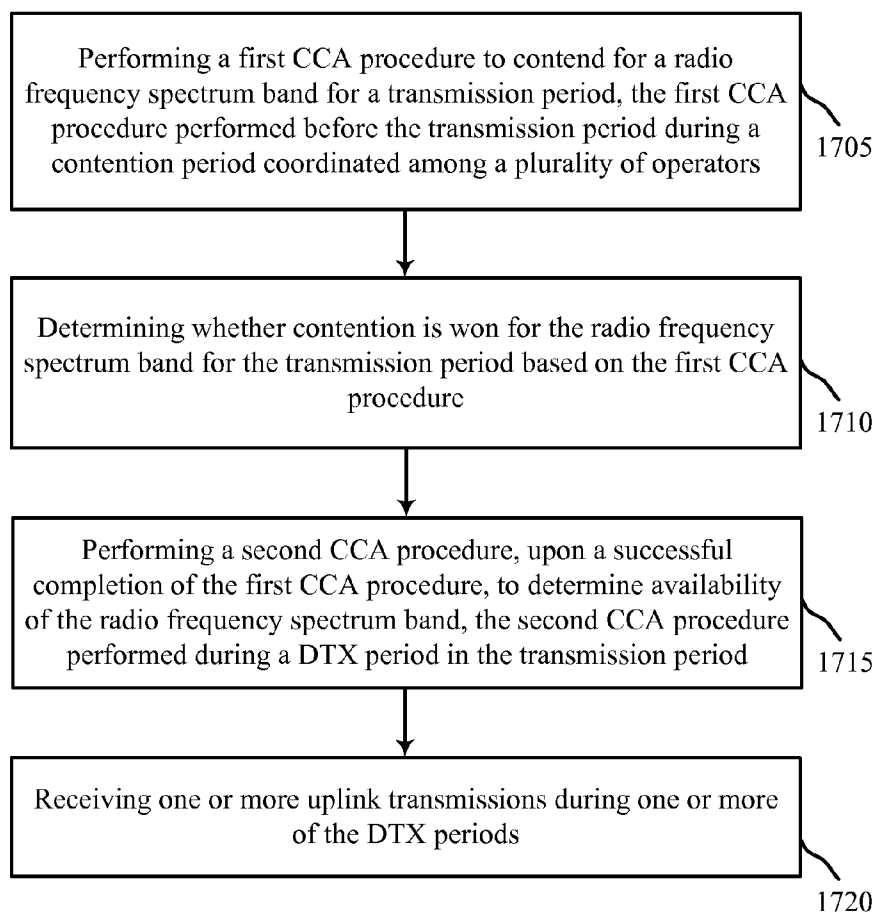 Performing a first CCA procedure to contend for a radio
frequency spectrum band for a transmission period, the first CCA
procedure performed before the transmission period during a
contention period coordinated among a plurality of operators
1705
Determining whether contention is won for the radio frequency
spectrum band for the transmission period based on the first CCA
procedure
1710
Performing a second CCA procedure, upon a successful
completion of the first CCA procedure, to determine availability
of the radio frequency spectrum band, the second CCA procedure
performed during a DTX period in the transmission period
1715
Receiving one or more uplink transmissions during one or more
of the DTX periods
1720